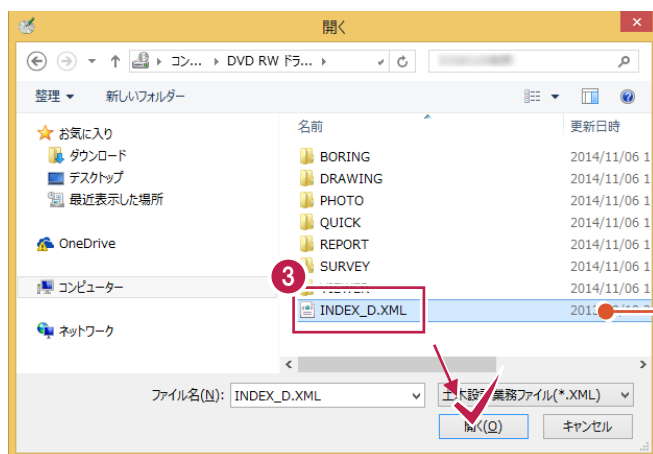 開く
コン... DVD RW ドラ...
整理 新しいフォルダー
お気に入り
ダウンロード
デスクトップ
最近表示した場所
OneDrive
コンピューター
ネットワーク
名前 更新日時
BORING 2014/11/06 1
DRAWING 2014/11/06 1
PHOTO 2014/11/06 1
QUICK 2014/11/06 1
REPORT 2014/11/06 1
SURVEY 2014/11/06 1
VIEWER 2014/11/06 1
3
INDEX_D.XML
ファイル名(N): INDEX_D.XML 土木設計業務ファイル(*.XML)
開く(O) キャンセル